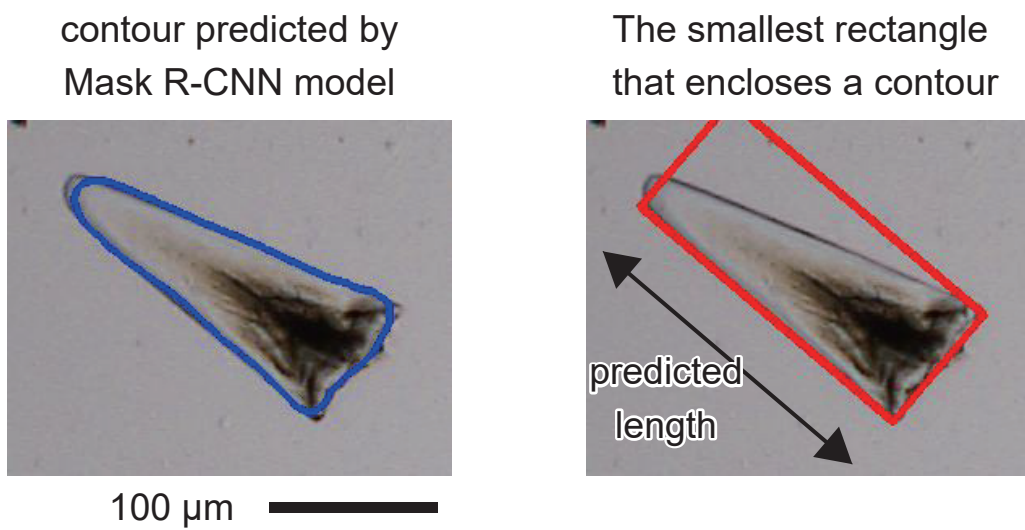 contour predicted by
Mask R-CNN model
The smallest rectangle
that encloses a contour
predicted
length
100 µm